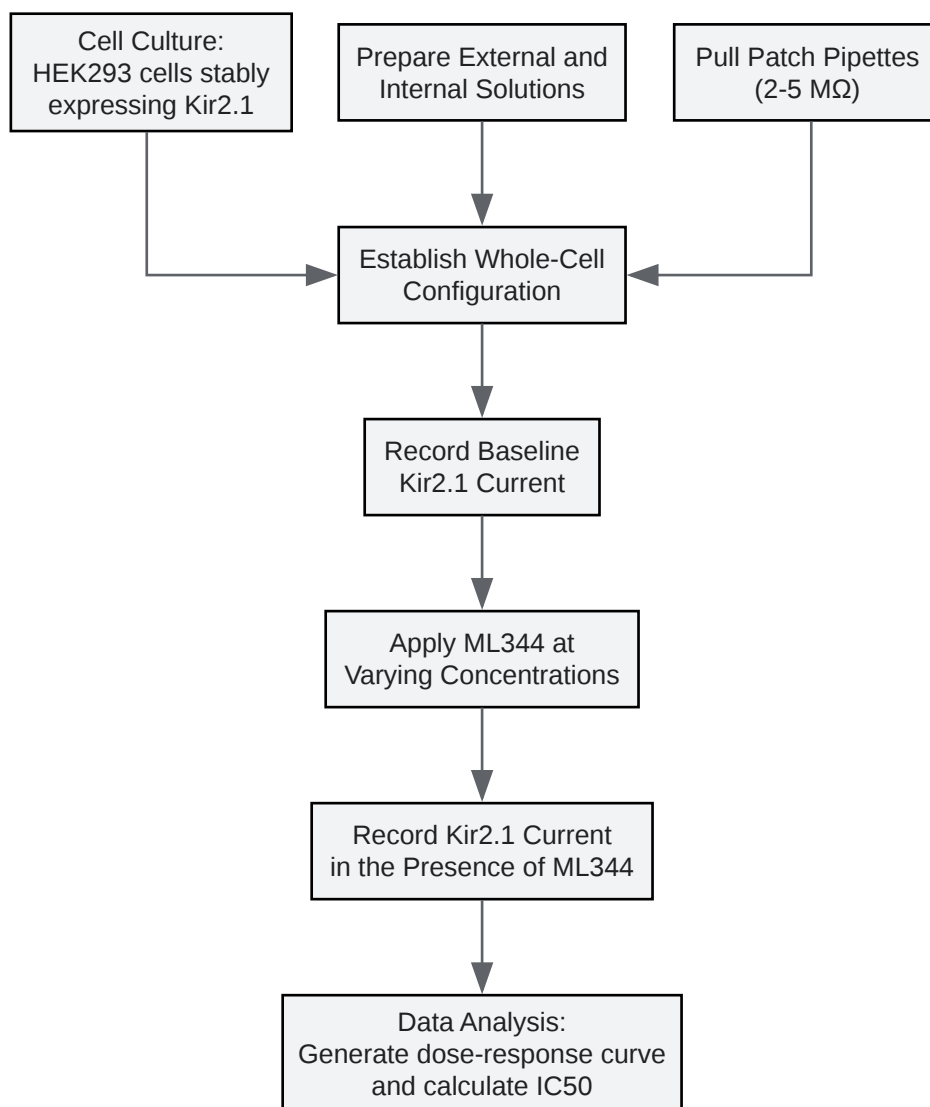 Cell Culture:
HEK293 cells stably
expressing Kir2.1
Prepare External and
Internal Solutions
Pull Patch Pipettes
(2-5 MΩ)
Establish Whole-Cell
Configuration
Record Baseline
Kir2.1 Current
Apply ML344 at
Varying Concentrations
Record Kir2.1 Current
in the Presence of ML344
Data Analysis:
Generate dose-response curve
and calculate IC50